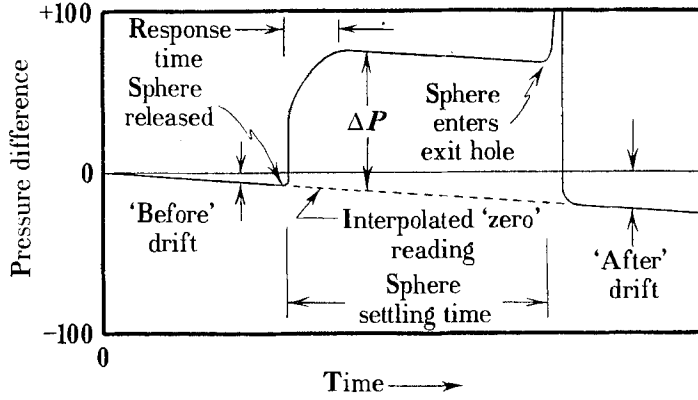 +100
Response
time
Sphere
released
ΔP
Sphere
enters
exit hole
0
'Before'
drift
Interpolated 'zero'
reading
'After'
drift
Sphere
settling time
-100
0
Pressure difference
Time